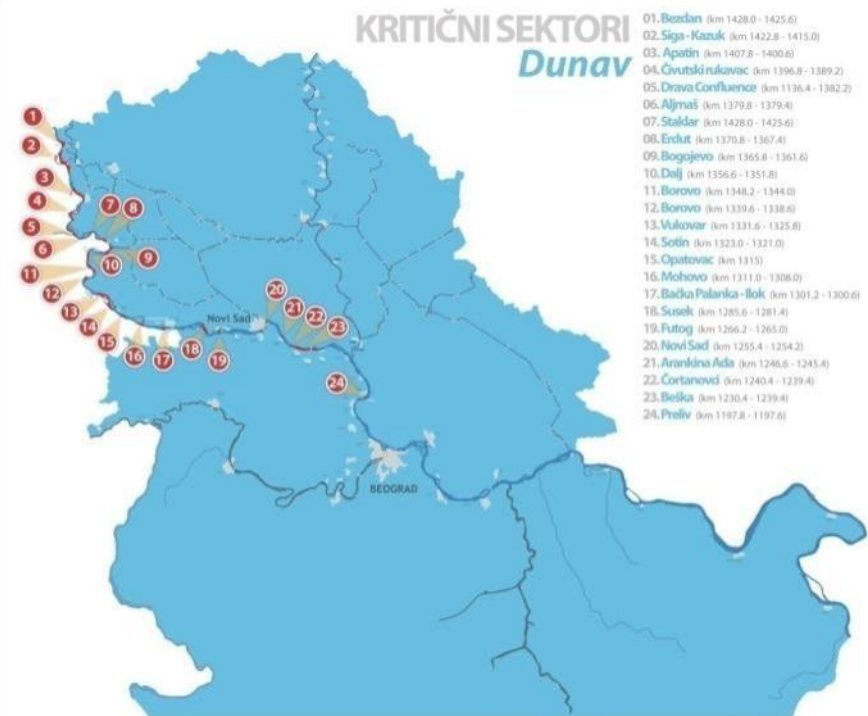 KRITIČNI SEKTORI
Dunav
01. Bezdan (km 1428.0 - 1425.6)
02. Siga - Kazuk (km 1422.8 - 1415.0)
03. Apatin (km 1407.8 - 1400.6)
04. Čivutski rukavac (km 1396.8 - 1389.2)
05. Drava Confluence (km 1136.4 - 1382.2)
06. Aljmaš (km 1379.8 - 1379.4)
07. Staklar (km 1428.0 - 1425.6)
08. Erdut (km 1370.8 - 1367.4)
09. Bogojevo (km 1365.8 - 1361.6)
10. Dalj (km 1356.6 - 1351.8)
11. Borovo (km 1348.2 - 1344.0)
12. Borovo (km 1339.6 - 1338.6)
13. Vukovar (km 1331.6 - 1325.8)
14. Sotin (km 1323.0 - 1321.0)
15. Opatovac (km 1315)
16. Mohovo (km 1311.0 - 1308.0)
17. Bačka Palanka - Ilok (km 1301.2 - 1300.6)
18. Susek (km 1285.6 - 1281.4)
19. Futog (km 1266.2 - 1265.0)
20. Novi Sad (km 1255.4 - 1254.2)
21. Arankina Ada (km 1246.6 - 1245.4)
22. Čortanovci (km 1240.4 - 1239.4)
23. Beška (km 1230.4 - 1239.4)
24. Preliv (km 1197.8 - 1197.6)
1
2
3
4
5
6
7
8
9
10
11
12
13
14
15
16
17
18
19
20
21
22
23
24
Novi Sad
BEOGRAD